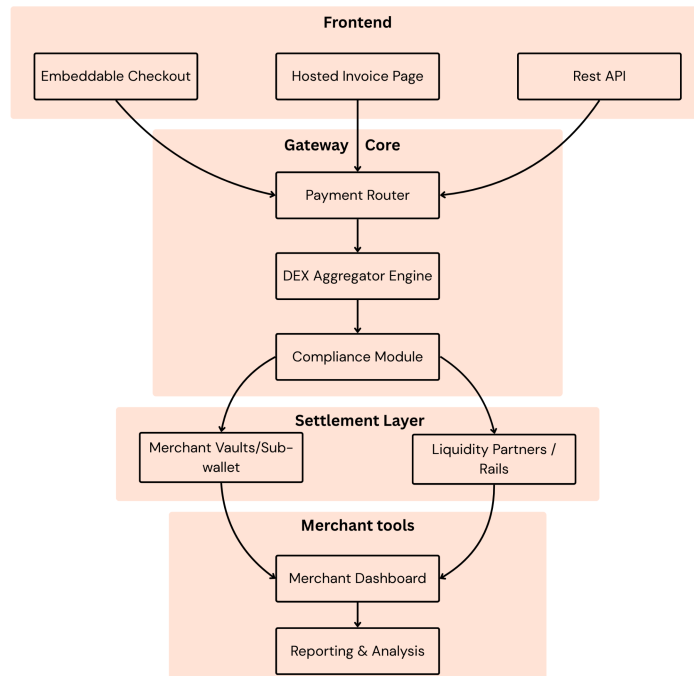 Frontend
Embeddable Checkout
Hosted Invoice Page
Rest API
Gateway Core
Payment Router
DEX Aggregator Engine
Compliance Module
Settlement Layer
Merchant Vaults/Sub-
wallet
Liquidity Partners /
Rails
Merchant tools
Merchant Dashboard
Reporting & Analysis